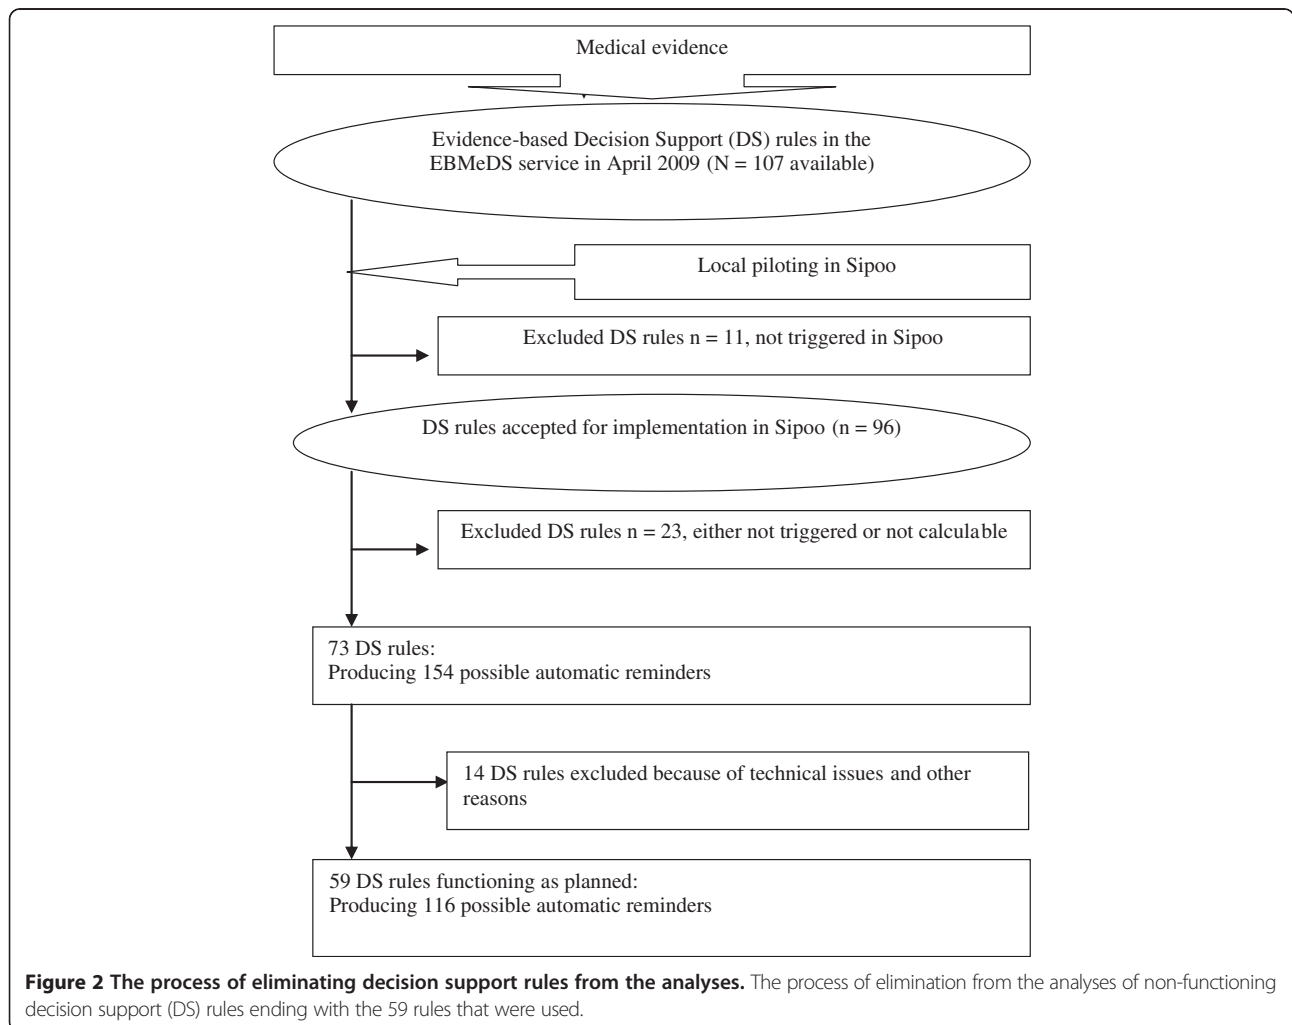 Medical evidence
Evidence-based Decision Support (DS) rules in the
EBMeDS service in April 2009 (N = 107 available)
Local piloting in Sipoo
Excluded DS rules n = 11, not triggered in Sipoo
DS rules accepted for implementation in Sipoo (n = 96)
Excluded DS rules n = 23, either not triggered or not calculable
73 DS rules:
Producing 154 possible automatic reminders
14 DS rules excluded because of technical issues and other
reasons
59 DS rules functioning as planned:
Producing 116 possible automatic reminders
Figure 2 The process of eliminating decision support rules from the analyses. The process of elimination from the analyses of non-functioning
decision support (DS) rules ending with the 59 rules that were used.